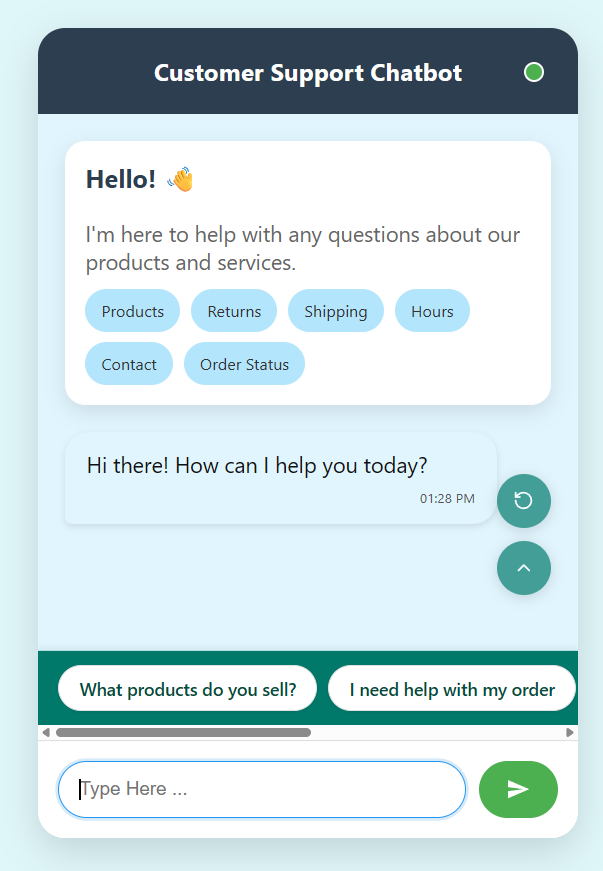 Customer Support Chatbot
Hello! 👋
I'm here to help with any questions about our
products and services.
Products Returns Shipping Hours
Contact Order Status
Hi there! How can I help you today?
01:28 PM
What products do you sell? I need help with my order
Type Here ...